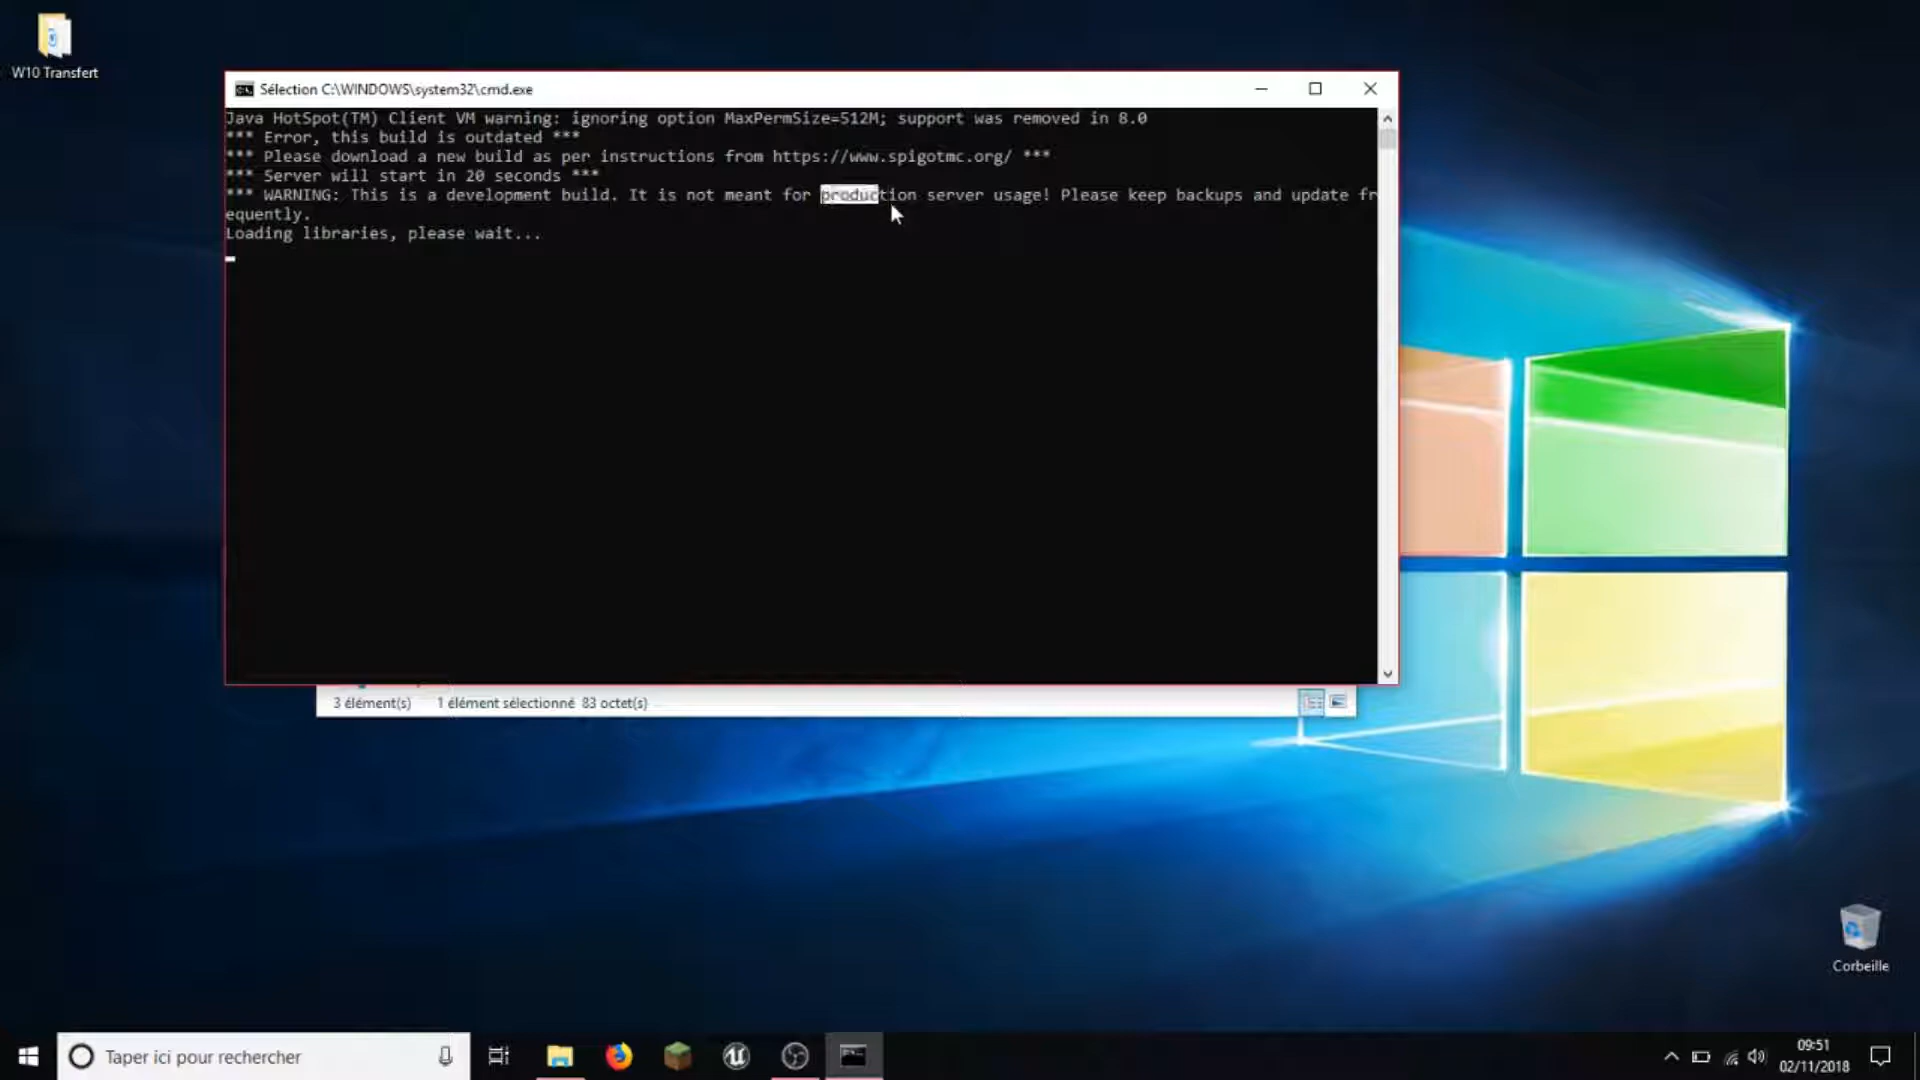 W10 Transfert
Sélection C:\WINDOWS\system32\cmd.exe
Java HotSpot(TM) Client VM warning: ignoring option MaxPermSize=512M; support was removed in 8.0
*** Error, this build is outdated ***
*** Please download a new build as per instructions from https://www.spigotmc.org/ ***
*** Server will start in 20 seconds ***
*** WARNING: This is a development build. It is not meant for production server usage! Please keep backups and update fr
equently.
Loading libraries, please wait...
3 élément(s) 1 élément sélectionné 83 octet(s)
Corbeille
Taper ici pour rechercher
09:51
02/11/2018